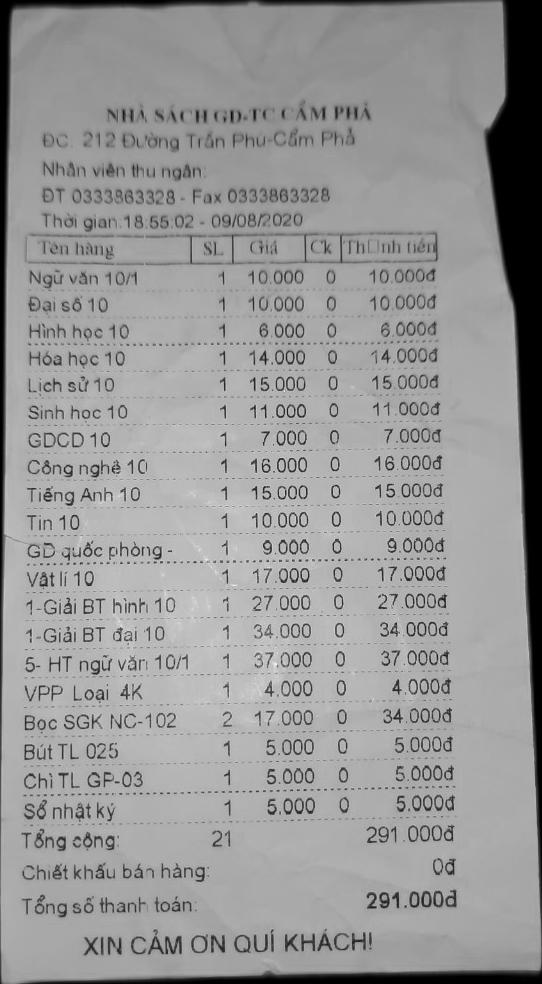 NHÀ SÁCH GD-TC CẨM PHẢ
ĐC: 212 Đường Trần Phú-Cẩm Phả
Nhân viên thu ngân:
ĐT 0333863328 - Fax 0333863328
Thời gian:18:55:02 - 09/08/2020
Tên hàng SL Giá Ck Th□nh tiền
Ngữ văn 10/1 1 10.000 0 10.000đ
Đại số 10 1 10.000 0 10.000đ
Hình học 10 1 6.000 0 6.000đ
Hóa học 10 1 14.000 0 14.000đ
Lịch sử 10 1 15.000 0 15.000đ
Sinh học 10 1 11.000 0 11.000đ
GDCD 10 1 7.000 0 7.000đ
Công nghệ 10 1 16.000 0 16.000đ
Tiếng Anh 10 1 15.000 0 15.000đ
Tin 10 1 10.000 0 10.000đ
GD quốc phòng - 1 9.000 0 9.000đ
Vật lí 10 1 17.000 0 17.000đ
1-Giải BT hình 10 1 27.000 0 27.000đ
1-Giải BT đại 10 1 34.000 0 34.000đ
5- HT ngữ văn 10/1 1 37.000 0 37.000đ
VPP Loại 4K 1 4.000 0 4.000đ
Bọc SGK NC-102 2 17.000 0 34.000đ
Bút TL 025 1 5.000 0 5.000đ
Chì TL GP-03 1 5.000 0 5.000đ
Sổ nhật ký 1 5.000 0 5.000đ
Tổng cộng: 21 291.000đ
Chiết khấu bán hàng: 0đ
Tổng số thanh toán: 291.000đ
XIN CẢM ƠN QUÍ KHÁCH!